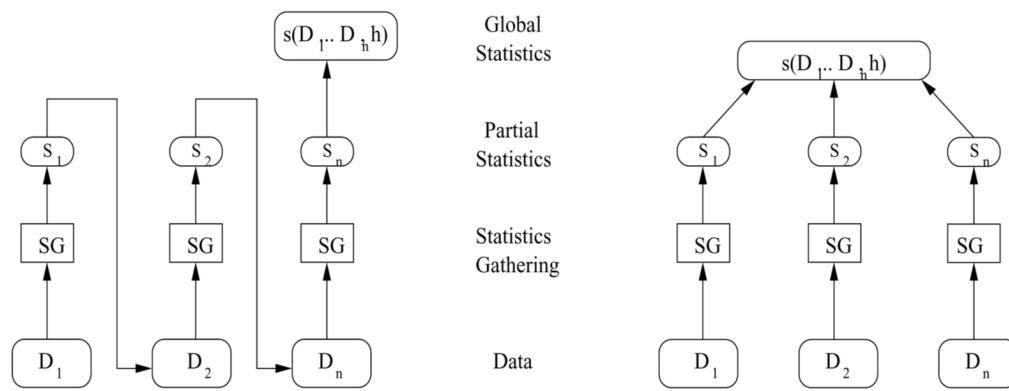 s(D1.. Dn,h)
Global
Statistics
s(D1.. Dn,h)
S1
S2
Sn
Partial
Statistics
S1
S2
Sn
SG
SG
SG
Statistics
Gathering
SG
SG
SG
D1
D2
Dn
Data
D1
D2
Dn